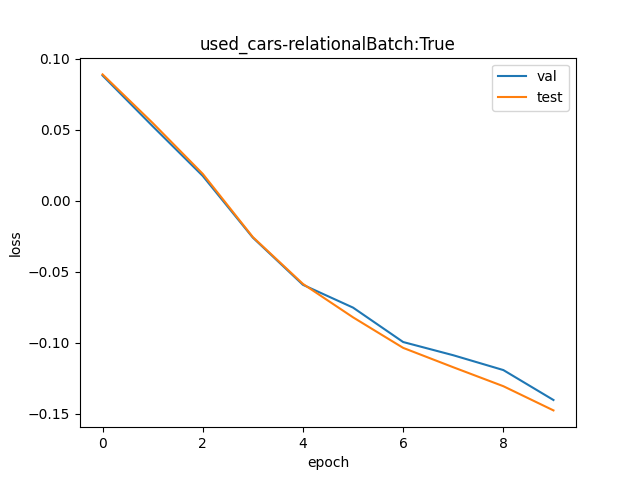 used_cars-relationalBatch:True
val
test
loss
0.10
0.05
0.00
−0.05
−0.10
−0.15
0
2
4
6
8
epoch